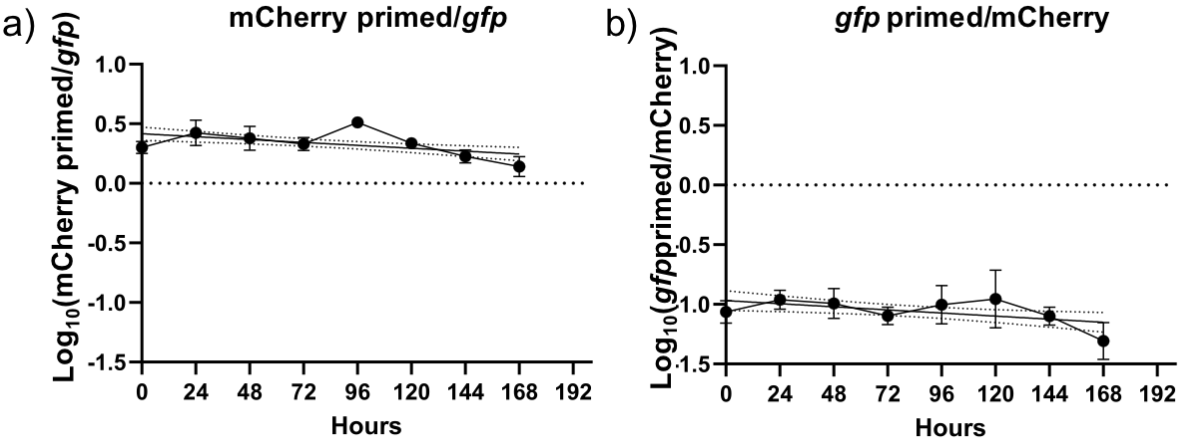 a)
mCherry primed/gfp
Log10(mCherry primed/gfp)
1.0
0.5
0.0
-0.5
-1.0
-1.5
0 24 48 72 96 120 144 168 192
Hours
b)
gfp primed/mCherry
Log10(gfpprimed/mCherry)
1.0
0.5
0.0
0.5
1.0
1.5
0 24 48 72 96 120 144 168 192
Hours